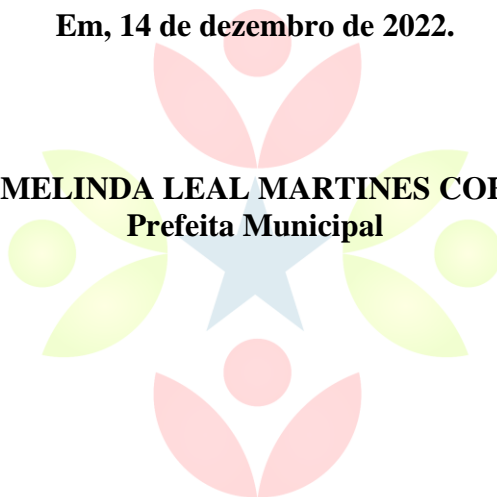 Em, 14 de dezembro de 2022.
MELINDA LEAL MARTINES
Prefeita Municipal